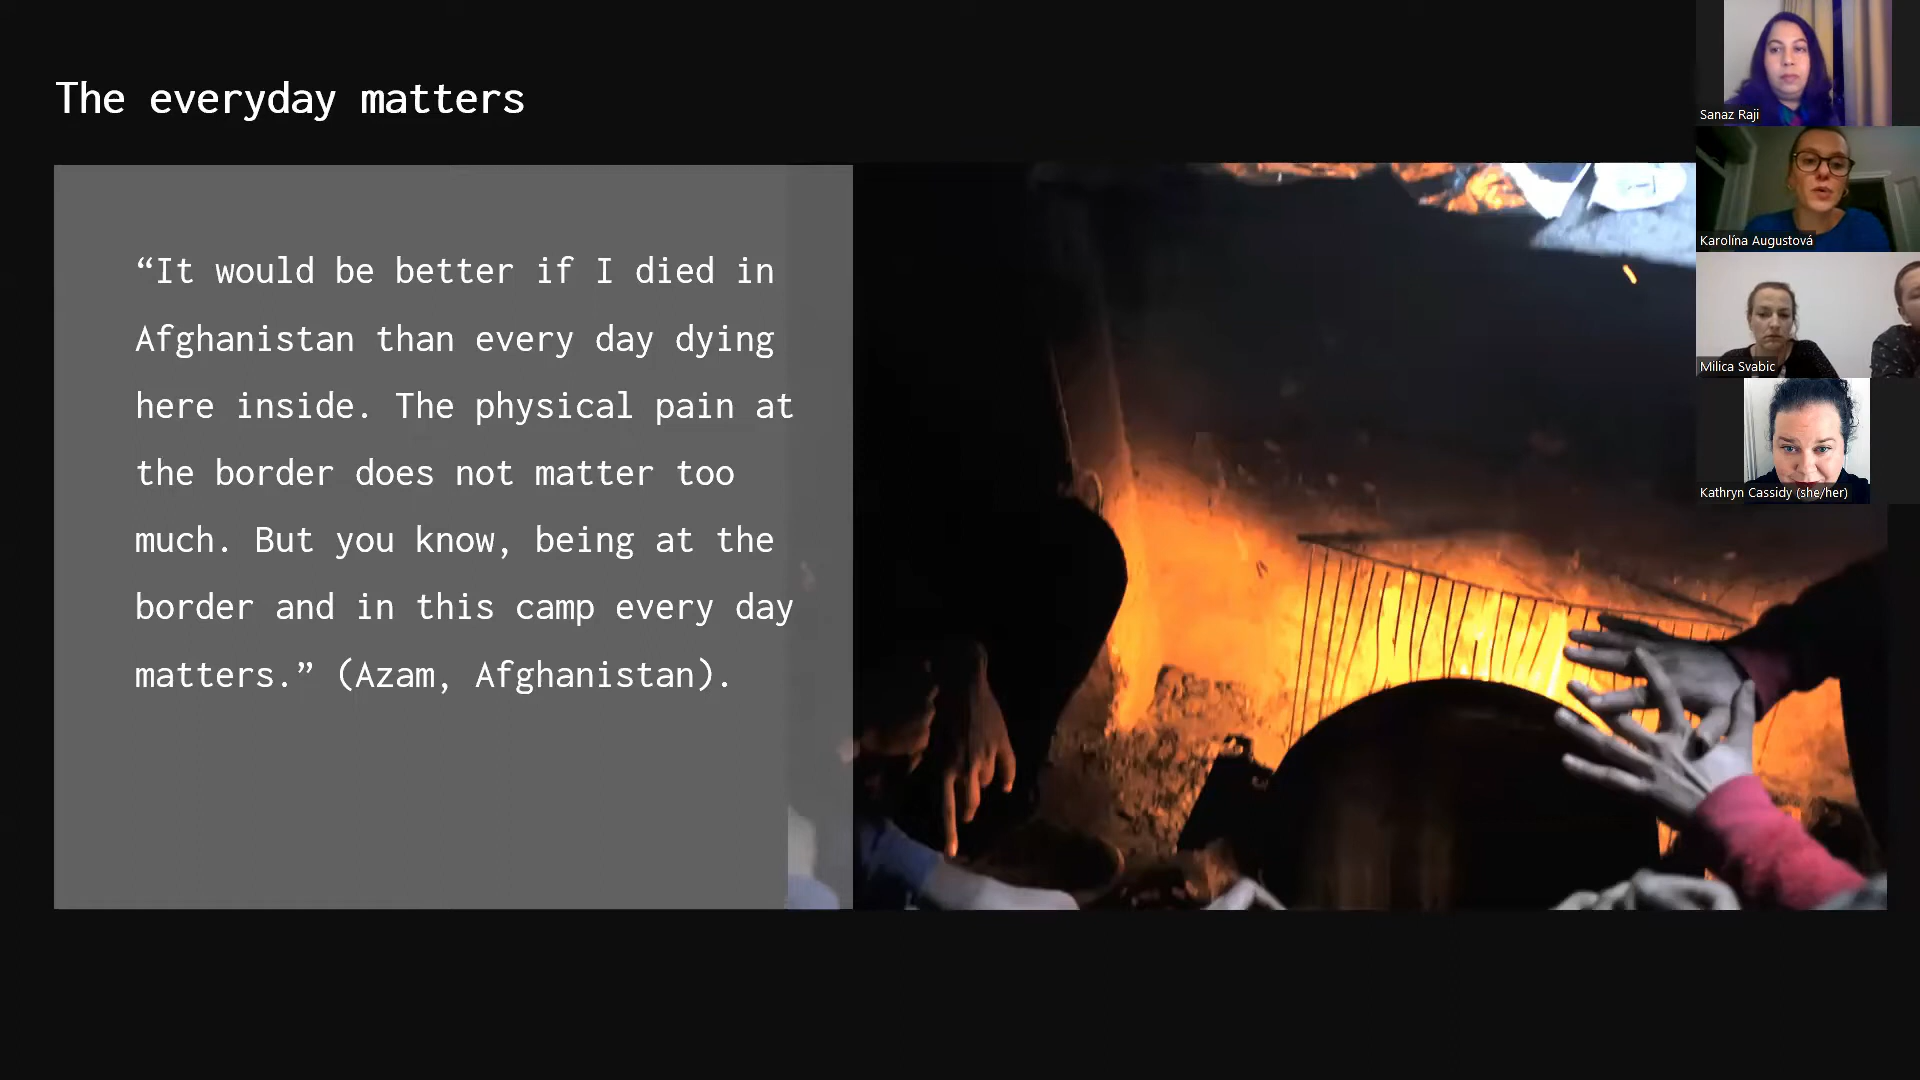 The everyday matters
“It would be better if I died in
Afghanistan than every day dying
here inside. The physical pain at
the border does not matter too
much. But you know, being at the
border and in this camp every day
matters.” (Azam, Afghanistan).
Sanaz Raji
Karolína Augustová
Milica Svabic
Kathryn Cassidy (she/her)